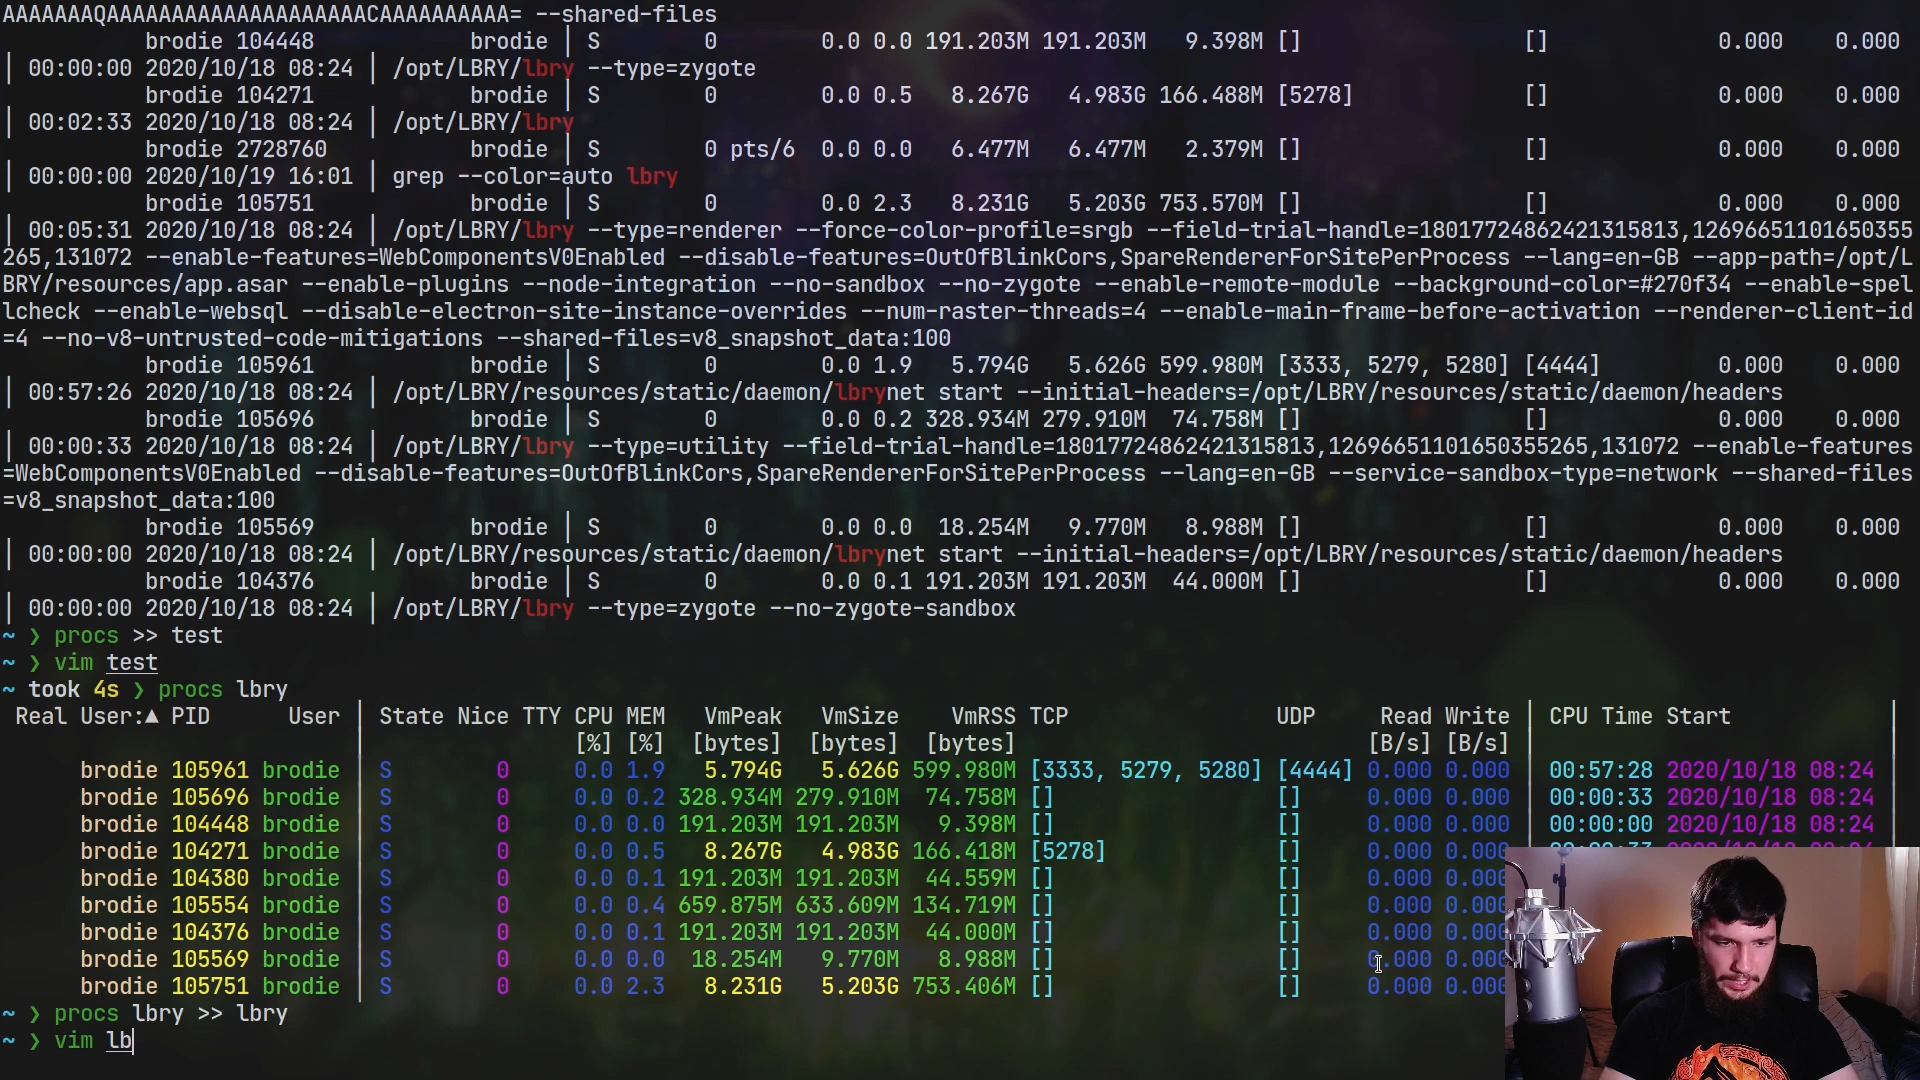 AAAAAAAQAAAAAAAAAAAAAAAAAAAACAAAAAAAAAA= --shared-files
brodie 104448 brodie │ S 0 0.0 0.0 191.203M 191.203M 9.398M [] [] 0.000 0.000
│ 00:00:00 2020/10/18 08:24 │ /opt/LBRY/lbry --type=zygote
brodie 104271 brodie │ S 0 0.0 0.5 8.267G 4.983G 166.488M [5278] [] 0.000 0.000
│ 00:02:33 2020/10/18 08:24 │ /opt/LBRY/lbry
brodie 2728760 brodie │ S 0 pts/6 0.0 0.0 6.477M 6.477M 2.379M [] [] 0.000 0.000
│ 00:00:00 2020/10/19 16:01 │ grep --color=auto lbry
brodie 105751 brodie │ S 0 0.0 2.3 8.231G 5.203G 753.570M [] [] 0.000 0.000
│ 00:05:31 2020/10/18 08:24 │ /opt/LBRY/lbry --type=renderer --force-color-profile=srgb --field-trial-handle=18017724862421315813,12696651101650355
265,131072 --enable-features=WebComponentsV0Enabled --disable-features=OutOfBlinkCors,SpareRendererForSitePerProcess --lang=en-GB --app-path=/opt/L
BRY/resources/app.asar --enable-plugins --node-integration --no-sandbox --no-zygote --enable-remote-module --background-color=#270f34 --enable-spel
lcheck --enable-websql --disable-electron-site-instance-overrides --num-raster-threads=4 --enable-main-frame-before-activation --renderer-client-id
=4 --no-v8-untrusted-code-mitigations --shared-files=v8_snapshot_data:100
brodie 105961 brodie │ S 0 0.0 1.9 5.794G 5.626G 599.980M [3333, 5279, 5280] [4444] 0.000 0.000
│ 00:57:26 2020/10/18 08:24 │ /opt/LBRY/resources/static/daemon/lbrynet start --initial-headers=/opt/LBRY/resources/static/daemon/headers
brodie 105696 brodie │ S 0 0.0 0.2 328.934M 279.910M 74.758M [] [] 0.000 0.000
│ 00:00:33 2020/10/18 08:24 │ /opt/LBRY/lbry --type=utility --field-trial-handle=18017724862421315813,12696651101650355265,131072 --enable-features
=WebComponentsV0Enabled --disable-features=OutOfBlinkCors,SpareRendererForSitePerProcess --lang=en-GB --service-sandbox-type=network --shared-files
=v8_snapshot_data:100
brodie 105569 brodie │ S 0 0.0 0.0 18.254M 9.770M 8.988M [] [] 0.000 0.000
│ 00:00:00 2020/10/18 08:24 │ /opt/LBRY/resources/static/daemon/lbrynet start --initial-headers=/opt/LBRY/resources/static/daemon/headers
brodie 104376 brodie │ S 0 0.0 0.1 191.203M 191.203M 44.000M [] [] 0.000 0.000
│ 00:00:00 2020/10/18 08:24 │ /opt/LBRY/lbry --type=zygote --no-zygote-sandbox
~ ❯ procs >> test
~ ❯ vim test
~ took 4s ❯ procs lbry
Real User:▲ PID User │ State Nice TTY CPU MEM VmPeak VmSize VmRSS TCP UDP Read Write │ CPU Time Start │
│ [%] [%] [bytes] [bytes] [bytes] [B/s] [B/s] │ │
brodie 105961 brodie │ S 0 0.0 1.9 5.794G 5.626G 599.980M [3333, 5279, 5280] [4444] 0.000 0.000 │ 00:57:28 2020/10/18 08:24 │
brodie 105696 brodie │ S 0 0.0 0.2 328.934M 279.910M 74.758M [] [] 0.000 0.000 │ 00:00:33 2020/10/18 08:24 │
brodie 104448 brodie │ S 0 0.0 0.0 191.203M 191.203M 9.398M [] [] 0.000 0.000 │ 00:00:00 2020/10/18 08:24 │
brodie 104271 brodie │ S 0 0.0 0.5 8.267G 4.983G 166.418M [5278] [] 0.000 0.000
brodie 104380 brodie │ S 0 0.0 0.1 191.203M 191.203M 44.559M [] [] 0.000 0.000
brodie 105554 brodie │ S 0 0.0 0.4 659.875M 633.609M 134.719M [] [] 0.000 0.000
brodie 104376 brodie │ S 0 0.0 0.1 191.203M 191.203M 44.000M [] [] 0.000 0.000
brodie 105569 brodie │ S 0 0.0 0.0 18.254M 9.770M 8.988M [] [] 0.000 0.000
brodie 105751 brodie │ S 0 0.0 2.3 8.231G 5.203G 753.406M [] [] 0.000 0.000
~ ❯ procs lbry >> lbry
~ ❯ vim lb